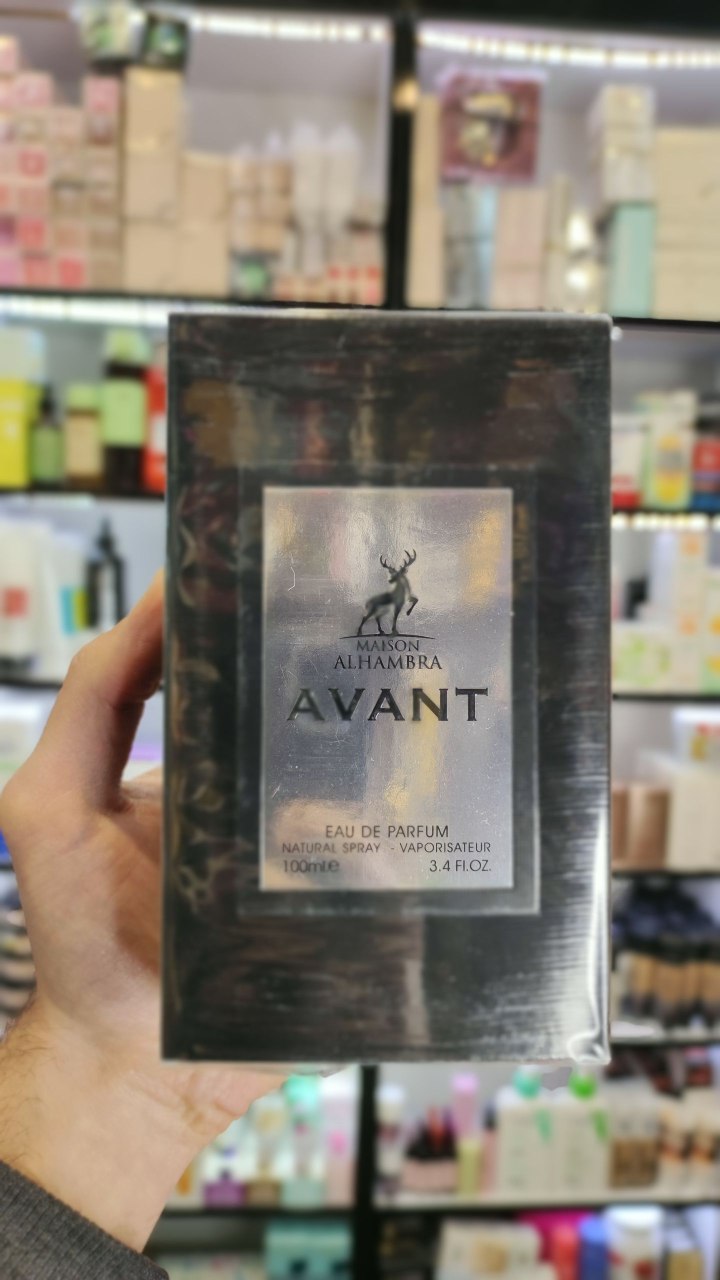 MAISON
ALHAMBRA
AVANT
EAU DE PARFUM
NATURAL SPRAY - VAPORISATEUR
100ml e 3.4 FL.OZ.